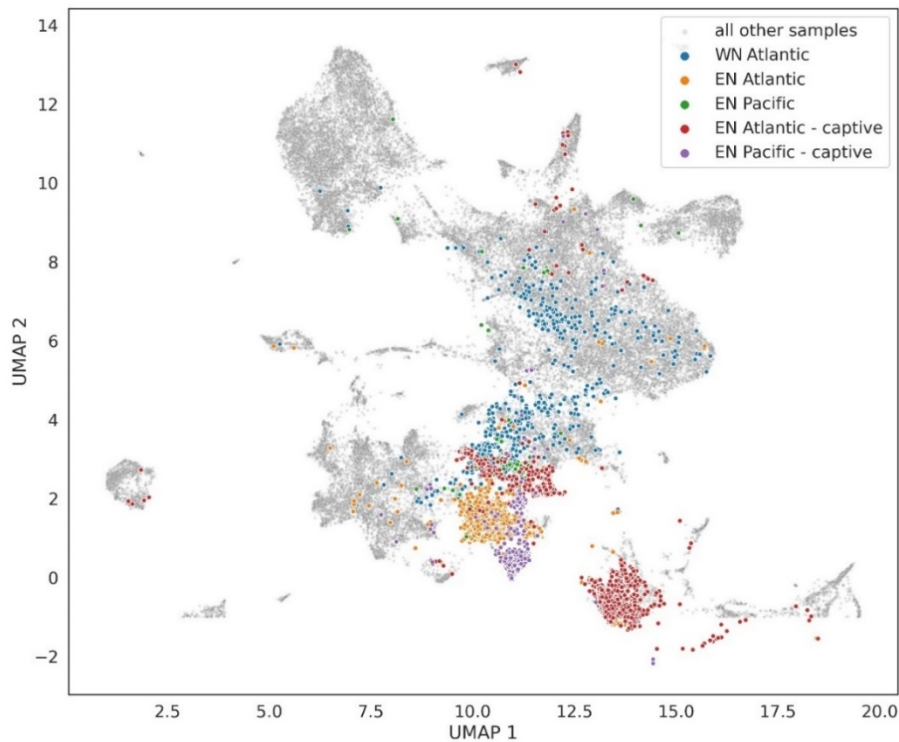 14
12
10
8
6
4
2
0
−2
UMAP 2
all other samples
WN Atlantic
EN Atlantic
EN Pacific
EN Atlantic - captive
EN Pacific - captive
2.5 5.0 7.5 10.0 12.5 15.0 17.5 20.0
UMAP 1